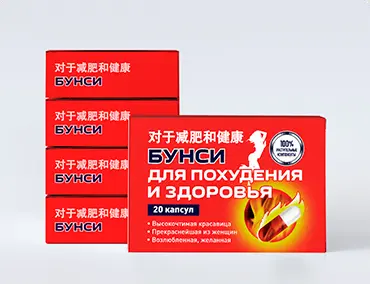 对于减肥和健康
БУНСИ
对于减肥和健康
БУНСИ
对于减肥和健康
БУНСИ
对于减肥和健康
БУНСИ
对于减肥和健康
БУНСИ
ДЛЯ ПОХУДЕНИЯ
И ЗДОРОВЬЯ
20 капсул
• Высокочтимая красавица
• Прекраснейшая из женщин
• Возлюбленная, желанная
100%
РАСТИТЕЛЬНЫЕ
КОМПОНЕНТЫ